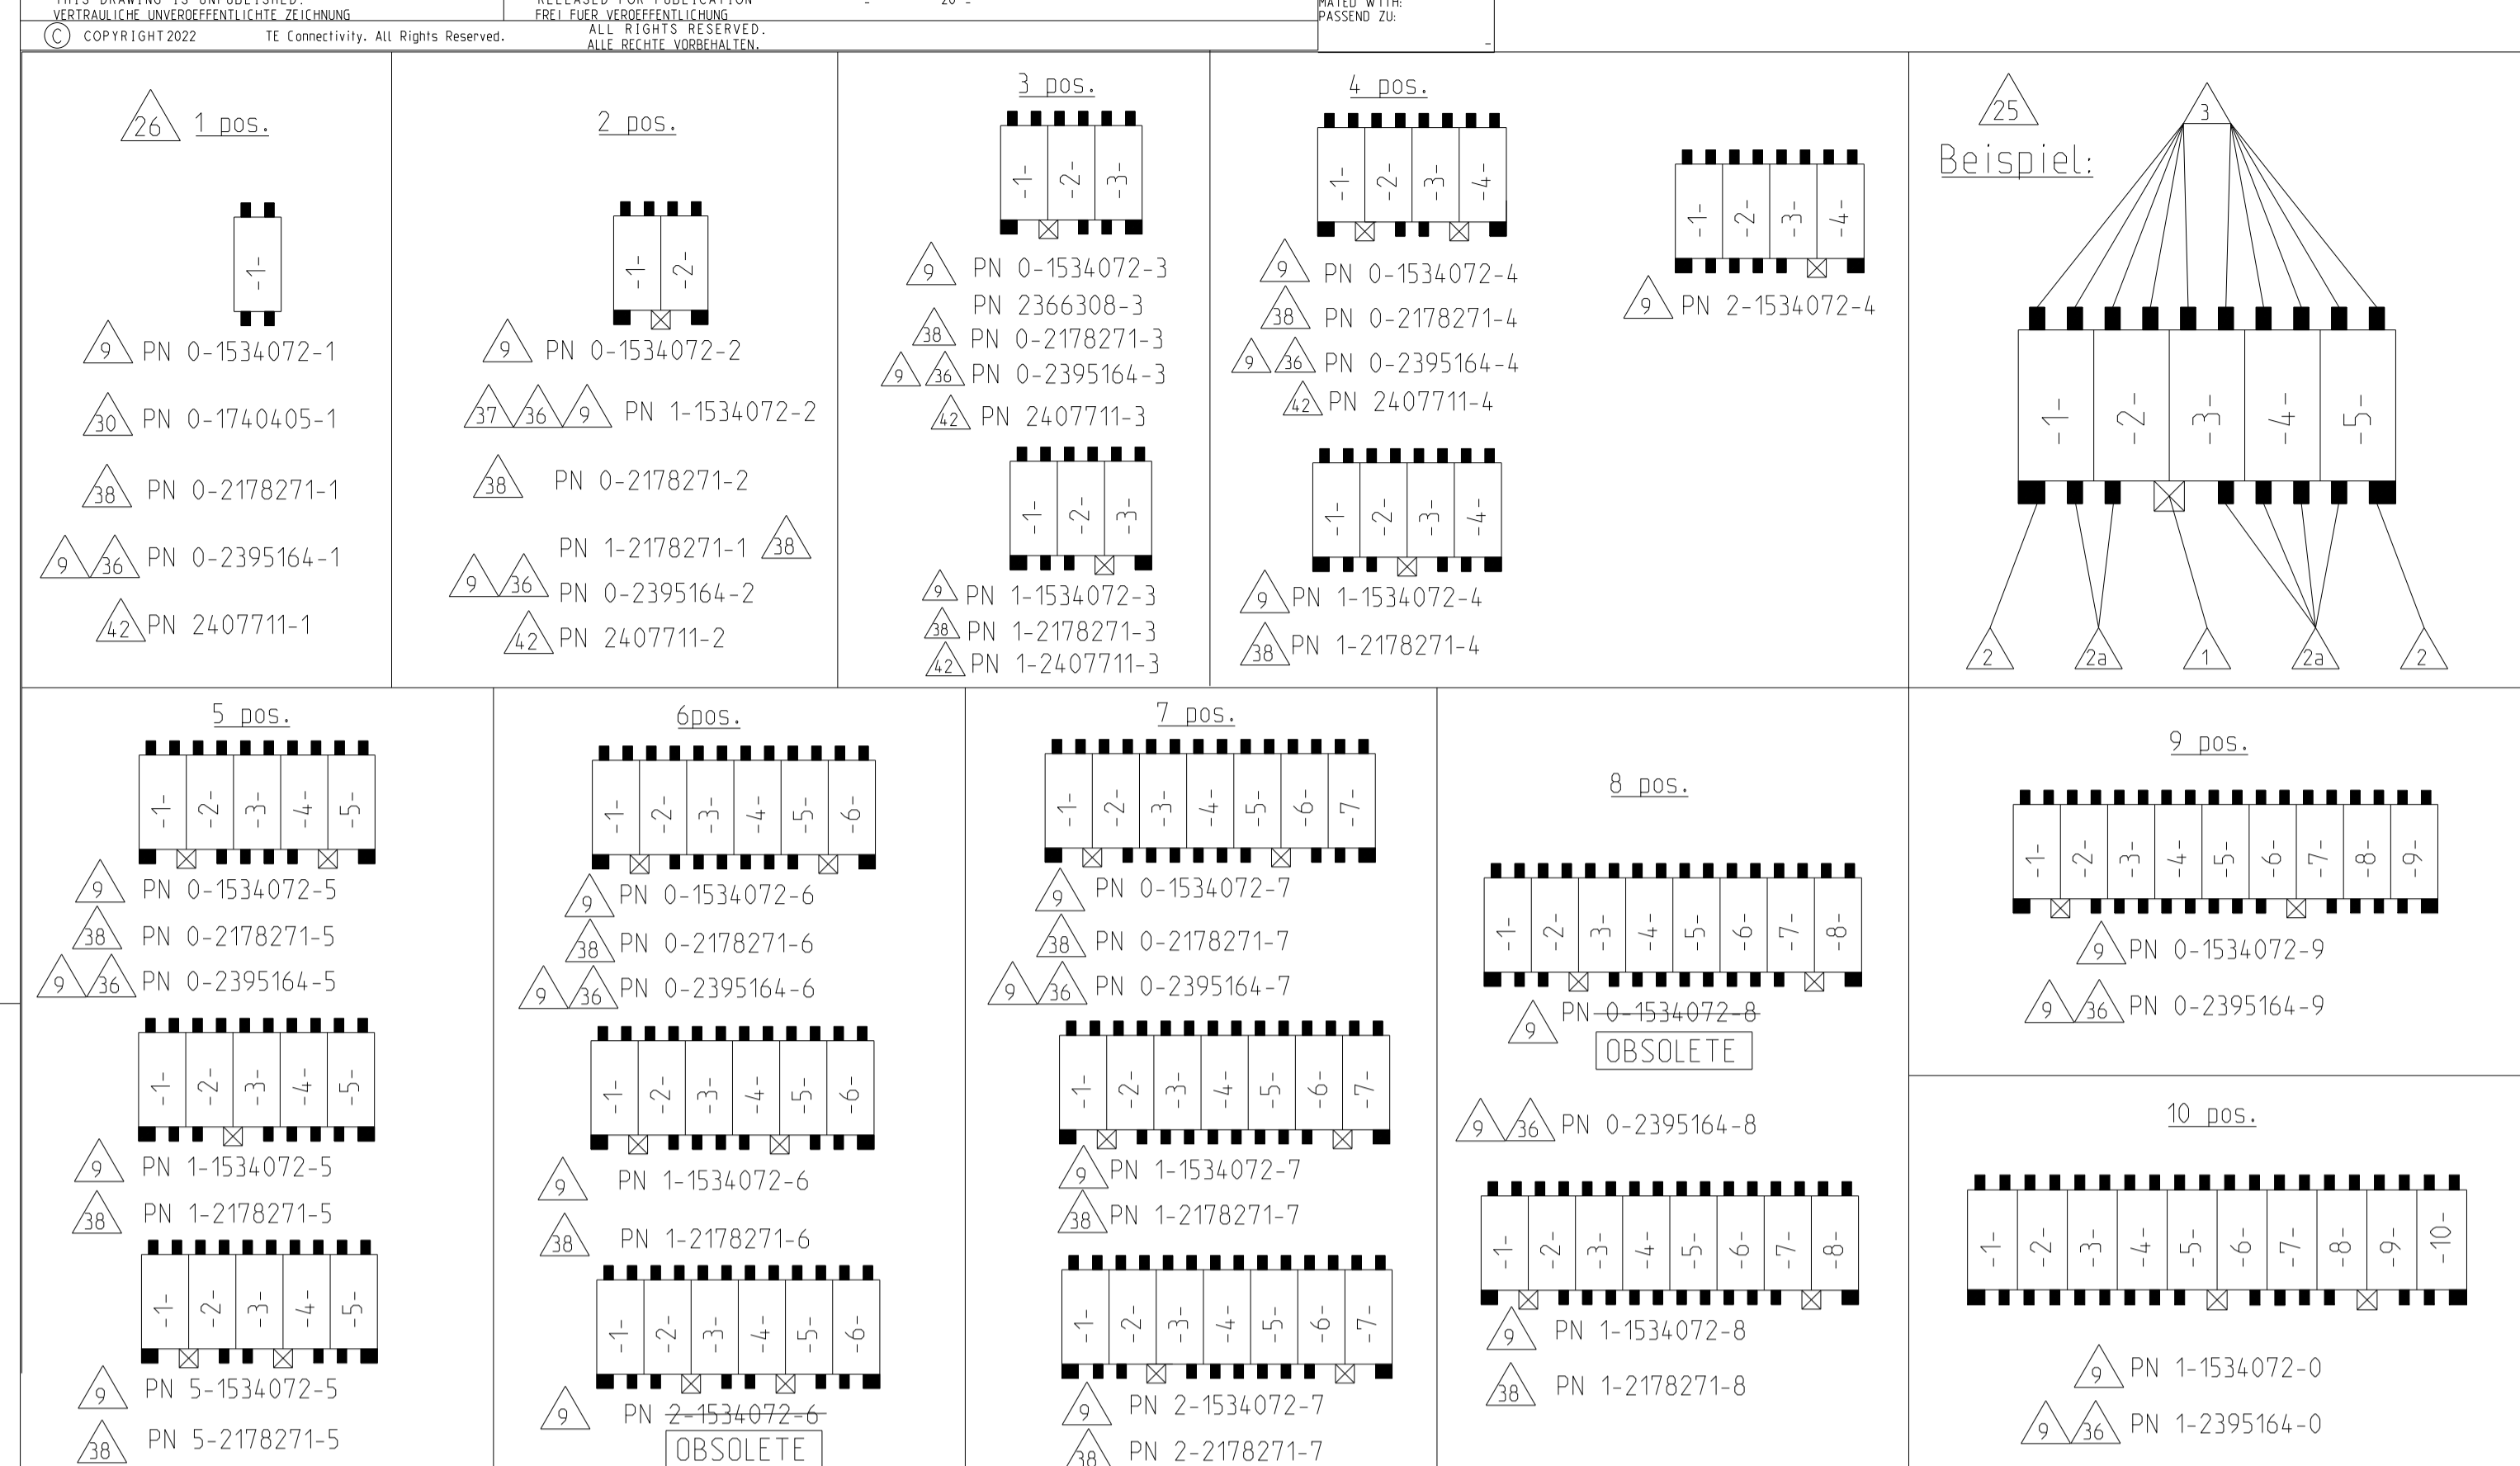 THIS DRAWING IS UNPUBLISHED.
VERTRAULICHE UNVEROEFFENTLICHTE ZEICHNUNG
RELEASED FOR PUBLICATION - 20 -
FREI FUER VEROEFFENTLICHUNG
© COPYRIGHT 2022 TE Connectivity. All Rights Reserved.
ALL RIGHTS RESERVED.
ALLE RECHTE VORBEHALTEN.
MATED WITH:
PASSEND ZU:
-
26 1 pos.
-1-
9 PN 0-1534072-1
30 PN 0-1740405-1
38 PN 0-2178271-1
9 36 PN 0-2395164-1
42 PN 2407711-1
2 pos.
-1- -2-
9 PN 0-1534072-2
37 36 9 PN 1-1534072-2
38 PN 0-2178271-2
PN 1-2178271-1 38
9 36 PN 0-2395164-2
42 PN 2407711-2
3 pos.
-1- -2- -3-
9 PN 0-1534072-3
PN 2366308-3
38 PN 0-2178271-3
9 36 PN 0-2395164-3
42 PN 2407711-3
-1- -2- -3-
9 PN 1-1534072-3
38 PN 1-2178271-3
42 PN 1-2407711-3
4 pos.
-1- -2- -3- -4-
9 PN 0-1534072-4
38 PN 0-2178271-4
9 36 PN 0-2395164-4
42 PN 2407711-4
-1- -2- -3- -4-
9 PN 1-1534072-4
38 PN 1-2178271-4
-1- -2- -3- -4-
9 PN 2-1534072-4
25
Beispiel:
3
-1- -2- -3- -4- -5-
2 2a 1 2a 2
5 pos.
-1- -2- -3- -4- -5-
9 PN 0-1534072-5
38 PN 0-2178271-5
9 36 PN 0-2395164-5
-1- -2- -3- -4- -5-
9 PN 1-1534072-5
38 PN 1-2178271-5
-1- -2- -3- -4- -5-
9 PN 5-1534072-5
38 PN 5-2178271-5
6pos.
-1- -2- -3- -4- -5- -6-
9 PN 0-1534072-6
38 PN 0-2178271-6
9 36 PN 0-2395164-6
-1- -2- -3- -4- -5- -6-
9 PN 1-1534072-6
38 PN 1-2178271-6
-1- -2- -3- -4- -5- -6-
9 PN 2-1534072-6
OBSOLETE
7 pos.
-1- -2- -3- -4- -5- -6- -7-
9 PN 0-1534072-7
38 PN 0-2178271-7
9 36 PN 0-2395164-7
-1- -2- -3- -4- -5- -6- -7-
9 PN 1-1534072-7
38 PN 1-2178271-7
-1- -2- -3- -4- -5- -6- -7-
9 PN 2-1534072-7
38 PN 2-2178271-7
8 pos.
-1- -2- -3- -4- -5- -6- -7- -8-
9 PN 0-1534072-8
OBSOLETE
9 36 PN 0-2395164-8
-1- -2- -3- -4- -5- -6- -7- -8-
9 PN 1-1534072-8
38 PN 1-2178271-8
9 pos.
-1- -2- -3- -4- -5- -6- -7- -8- -9-
9 PN 0-1534072-9
9 36 PN 0-2395164-9
10 pos.
-1- -2- -3- -4- -5- -6- -7- -8- -9- -10-
9 PN 1-1534072-0
9 36 PN 1-2395164-0